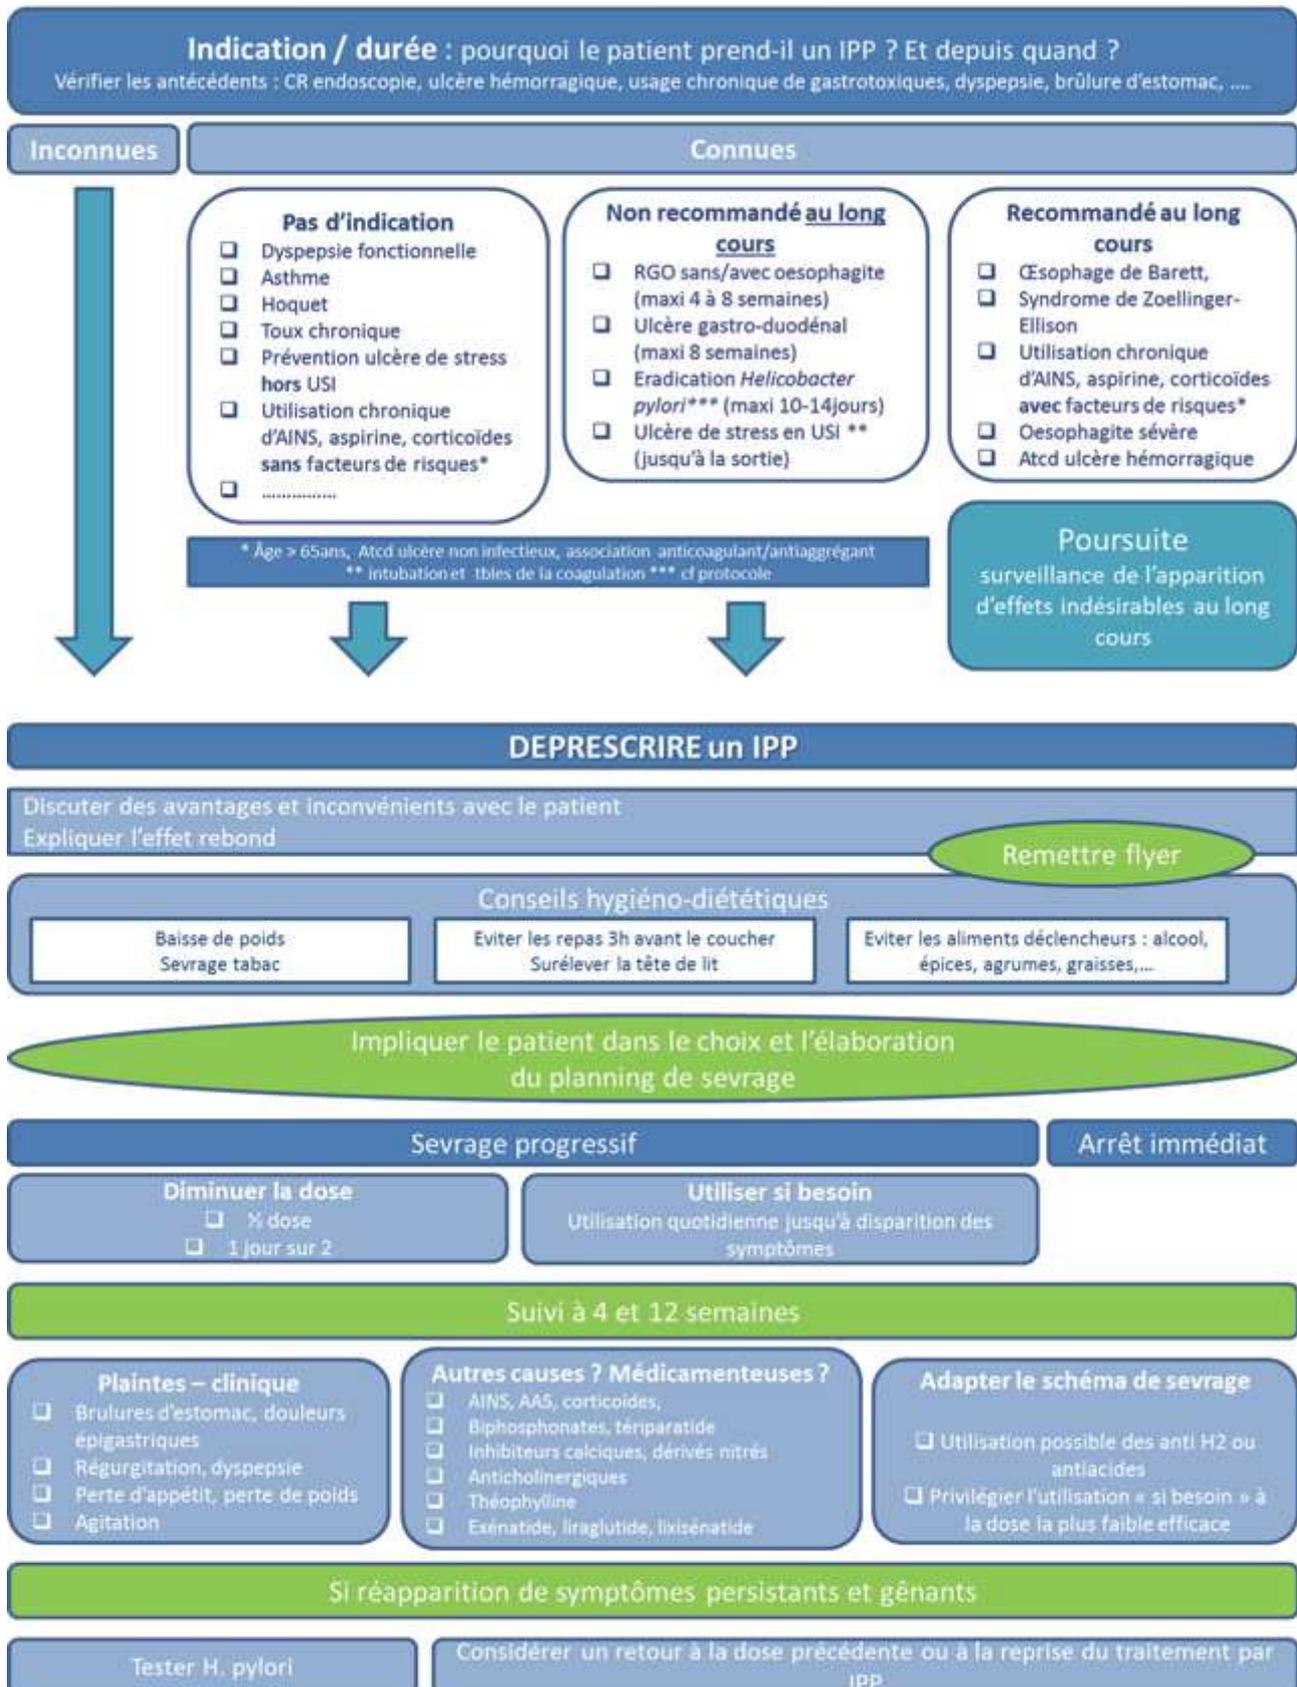 Indication / durée : pourquoi le patient prend-il un IPP ? Et depuis quand ?
Vérifier les antécédents : CR endoscopie, ulcère hémorragique, usage chronique de gastrotoxiques, dyspepsie, brûlure d'estomac, ....
Inconnues
Connues
Pas d'indication
Dyspepsie fonctionnelle
Asthme
Hoquet
Toux chronique
Prévention ulcère de stress
hors USI
Utilisation chronique
d'AINS, aspirine, corticoïdes
sans facteurs de risques*
................
Non recommandé au long
cours
RGO sans/avec oesophagite
(maxi 4 à 8 semaines)
Ulcère gastro-duodénal
(maxi 8 semaines)
Eradication Helicobacter
pylori*** (maxi 10-14jours)
Ulcère de stress en USI **
(jusqu'à la sortie)
Recommandé au long
cours
Œsophage de Barett,
Syndrome de Zoellinger-
Ellison
Utilisation chronique
d'AINS, aspirine, corticoïdes
avec facteurs de risques*
Oesophagite sévère
Atcd ulcère hémorragique
* Âge > 65ans, Atcd ulcère non infectieux, association anticoagulant/antiaggrégant
** intubation et tbles de la coagulation *** cf protocole
Poursuite
surveillance de l'apparition
d'effets indésirables au long
cours
DEPRESCRIRE un IPP
Discuter des avantages et inconvénients avec le patient
Expliquer l'effet rebond
Remettre flyer
Conseils hygiéno-diététiques
Baisse de poids
Sevrage tabac
Eviter les repas 3h avant le coucher
Surélever la tête de lit
Eviter les aliments déclencheurs : alcool,
épices, agrumes, graisses,...
Impliquer le patient dans le choix et l'élaboration
du planning de sevrage
Sevrage progressif
Arrêt immédiat
Diminuer la dose
½ dose
1 jour sur 2
Utiliser si besoin
Utilisation quotidienne jusqu'à disparition des
symptômes
Suivi à 4 et 12 semaines
Plaintes – clinique
Brulures d'estomac, douleurs
épigastriques
Régurgitation, dyspepsie
Perte d'appétit, perte de poids
Agitation
Autres causes ? Médicamenteuses ?
AINS, AAS, corticoïdes,
Biphosphonates, tériparatide
Inhibiteurs calciques, dérivés nitrés
Anticholinergiques
Théophylline
Exénatide, liraglutide, lixisénatide
Adapter le schéma de sevrage
Utilisation possible des anti H2 ou
antiacides
Privilégier l'utilisation « si besoin » à
la dose la plus faible efficace
Si réapparition de symptômes persistants et gênants
Tester H. pylori
Considérer un retour à la dose précédente ou à la reprise du traitement par
IPP